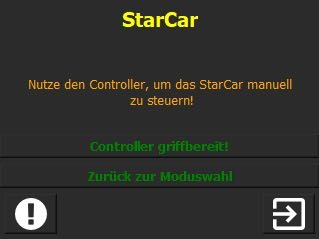 StarCar
Nutze den Controller, um das StarCar manuell
zu steuern!
Controller griffbereit!
Zurück zur Moduswahl